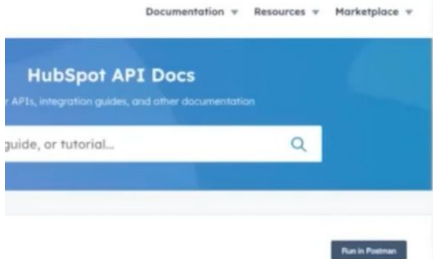 Documentation Resources Marketplace
HubSpot API Docs
r APIs, integration guides, and other documentation
guide, or tutorial...
Run in Postman